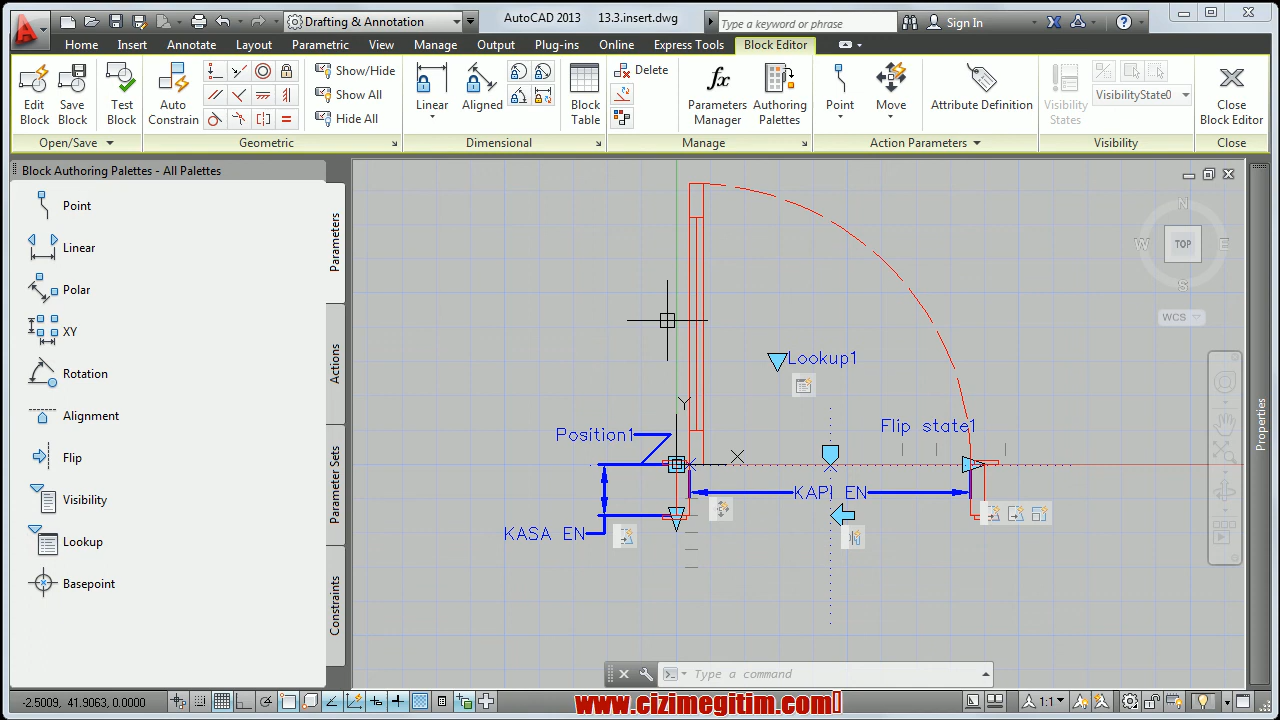 Drafting & Annotation
AutoCAD 2013 13.3.insert.dwg
Type a keyword or phrase
Sign In
Home Insert Annotate Layout Parametric View Manage Output Plug-ins Online Express Tools Block Editor
Edit Block
Save Block
Test Block
Auto Constrain
Show/Hide
Show All
Hide All
Linear
Aligned
Block Table
Delete
fx
Parameters Manager
Authoring Palettes
Point
Move
Attribute Definition
Visibility States
VisibilityState0
Close Block Editor
Open/Save Geometric Dimensional Manage Action Parameters Visibility Close
Block Authoring Palettes - All Palettes
Point
Linear
Polar
XY
Rotation
Alignment
Flip
Visibility
Lookup
Basepoint
Parameters
Actions
Parameter Sets
Constraints
N
W TOP E
S
WCS
Properties
Lookup1
Flip state1
Position1
Y
X
KAPI EN
KASA EN
Type a command
-2.5092, 41.9063, 0.0000
www.cizimegitim.com
1:1